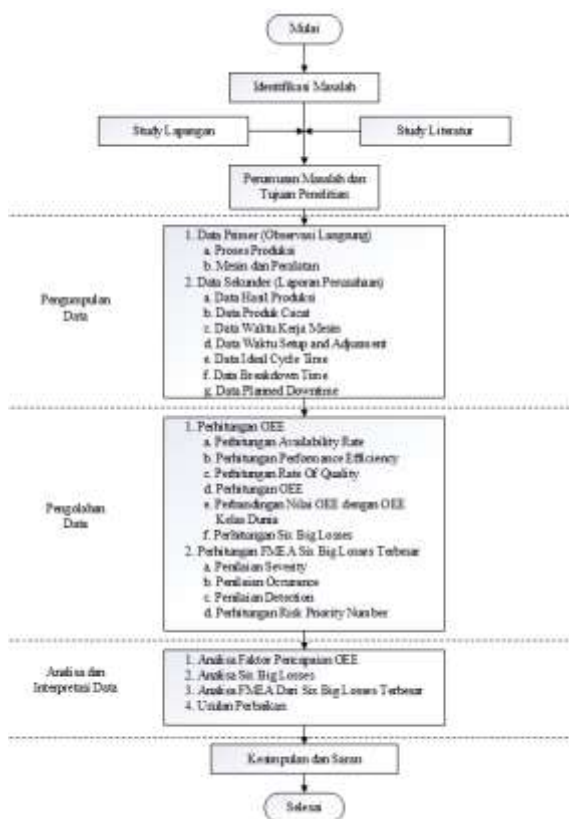 Mulai
Identifikasi Masalah
Study Lapangan
Study Literatur
Perumusan Masalah dan
Tujuan Penelitian
Pengumpulan
Data
1. Data Primer (Observasi Langsung)
a. Proses Produksi
b. Mesin dan Peralatan
2. Data Sekunder (Laporan Perusahaan)
a. Data Hasil Produksi
b. Data Produk Cacat
c. Data Waktu Kerja Mesin
d. Data Waktu Setup and Adjusment
e. Data Ideal Cycle Time
f. Data Breakdown Time
g. Data Planned Downtime
Pengolahan
Data
1. Perhitungan OEE
a. Perhitungan Availability Rate
b. Perhitungan Performance Efficiency
c. Perhitungan Rate Of Quality
d. Perhitungan OEE
e. Perbandingan Nilai OEE dengan OEE
Kelas Dunia
f. Perhitungan Six Big Losses
2. Perhitungan FMEA Six Big Losses Terbesar
a. Penilaian Severity
b. Penilaian Occurance
c. Penilaian Detection
d. Perhitungan Risk Priority Number
Analisa dan
Interpretasi Data
1. Analisa Faktor Pencapaian OEE
2. Analisa Six Big Losses
3. Analisa FMEA Dari Six Big Losses Terbesar
4. Usulan Perbaikan
Kesimpulan dan Saran
Selesai